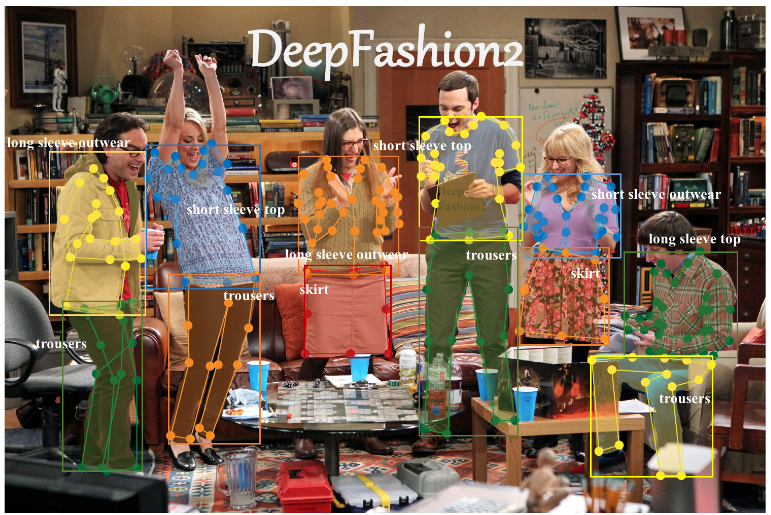 DeepFashion2
long sleeve outwear
short sleeve top
short sleeve top
short sleeve outwear
long sleeve top
long sleeve outwear
trousers
skirt
trousers
skirt
trousers
trousers
DeepFashion2